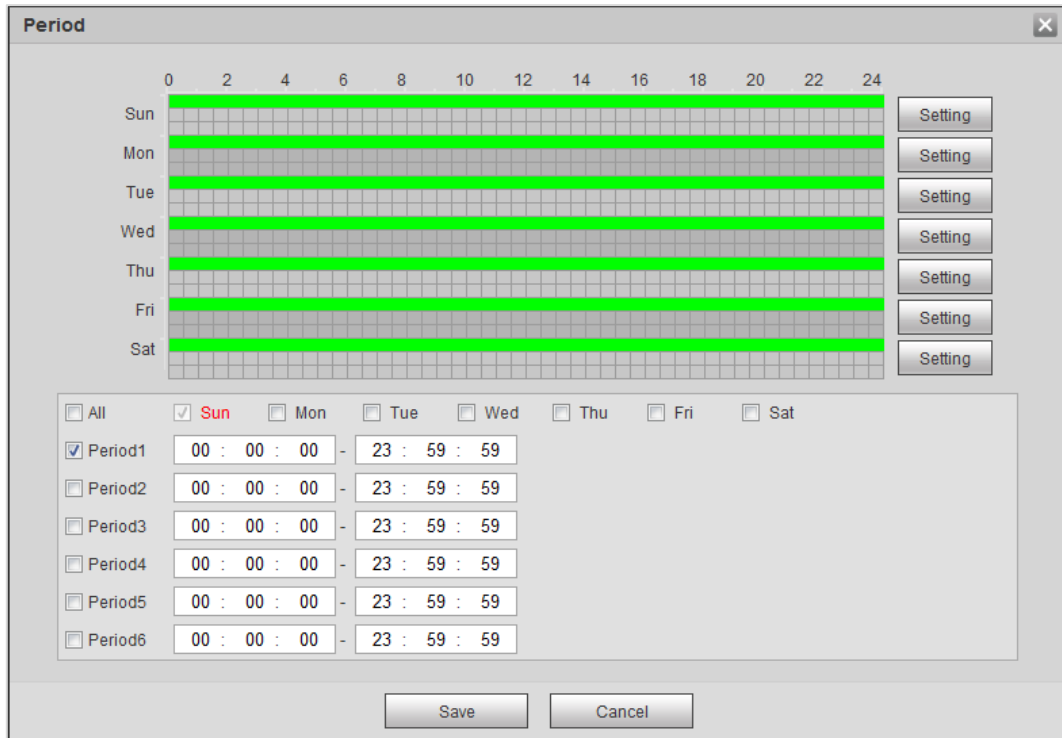 Period
0 2 4 6 8 10 12 14 16 18 20 22 24
Sun Setting
Mon Setting
Tue Setting
Wed Setting
Thu Setting
Fri Setting
Sat Setting
All Sun Mon Tue Wed Thu Fri Sat
Period1 00 : 00 : 00 - 23 : 59 : 59
Period2 00 : 00 : 00 - 23 : 59 : 59
Period3 00 : 00 : 00 - 23 : 59 : 59
Period4 00 : 00 : 00 - 23 : 59 : 59
Period5 00 : 00 : 00 - 23 : 59 : 59
Period6 00 : 00 : 00 - 23 : 59 : 59
Save Cancel